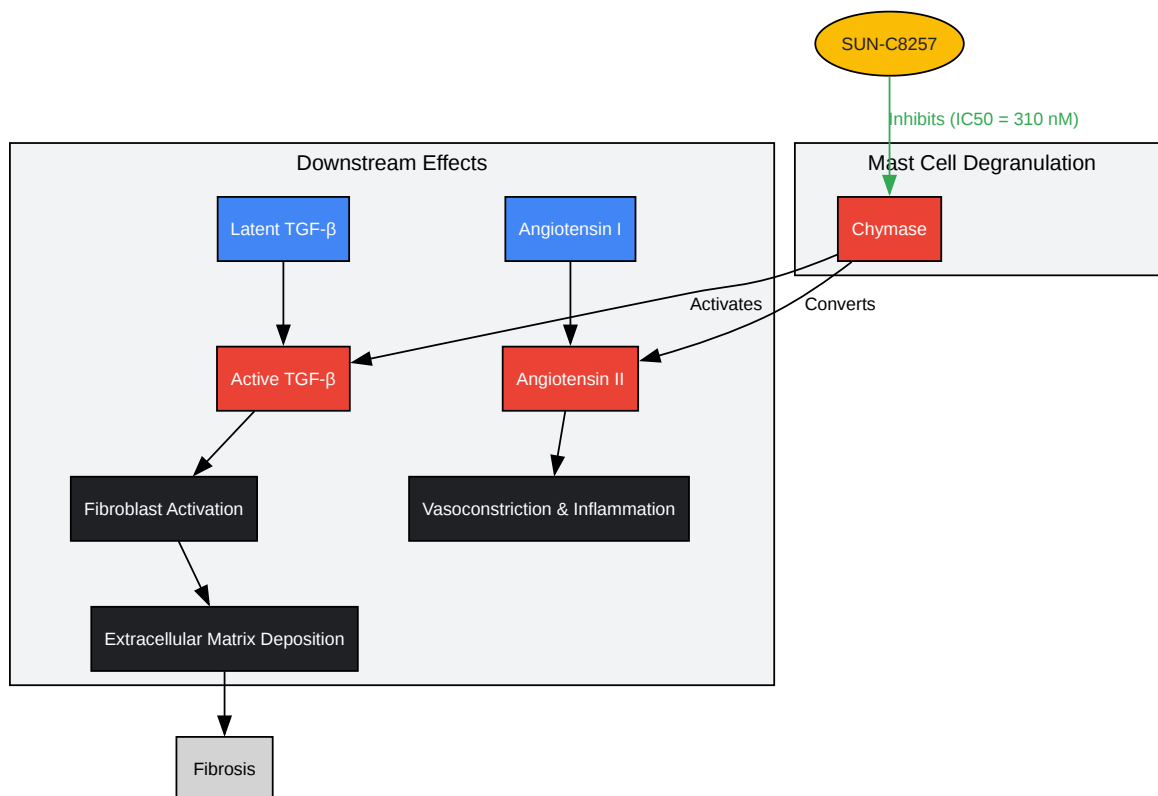 SUN-C8257
Inhibits (IC50 = 310 nM)
Downstream Effects
Mast Cell Degranulation
Latent TGF-β
Angiotensin I
Chymase
Activates
Converts
Active TGF-β
Angiotensin II
Fibroblast Activation
Vasoconstriction & Inflammation
Extracellular Matrix Deposition
Fibrosis